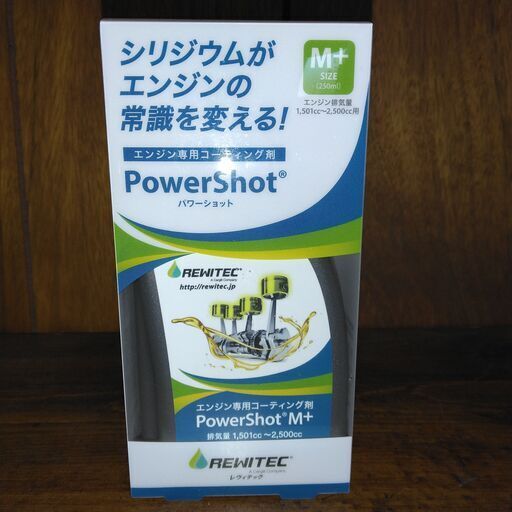 シリジウムが
エンジンの
常識を変える!
M+
SIZE
(250ml)
エンジン排気量
1,501cc~2,500cc用
エンジン専用コーティング剤
PowerShot®
パワーショット
REWITEC®
A Croda Company
http://rewitec.jp
エンジン専用コーティング剤
PowerShot® M+
排気量 1,501cc ~2,500cc
REWITEC®
A Croda Company
レヴィテック